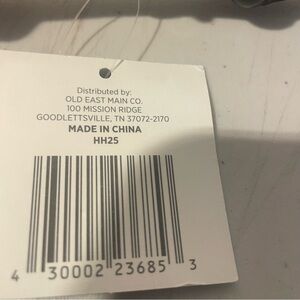 Distributed by:
OLD EAST MAIN CO.
100 MISSION RIDGE
GOODLETTSVILLE, TN 37072-2170
MADE IN CHINA
HH25
4 30002 23685 3